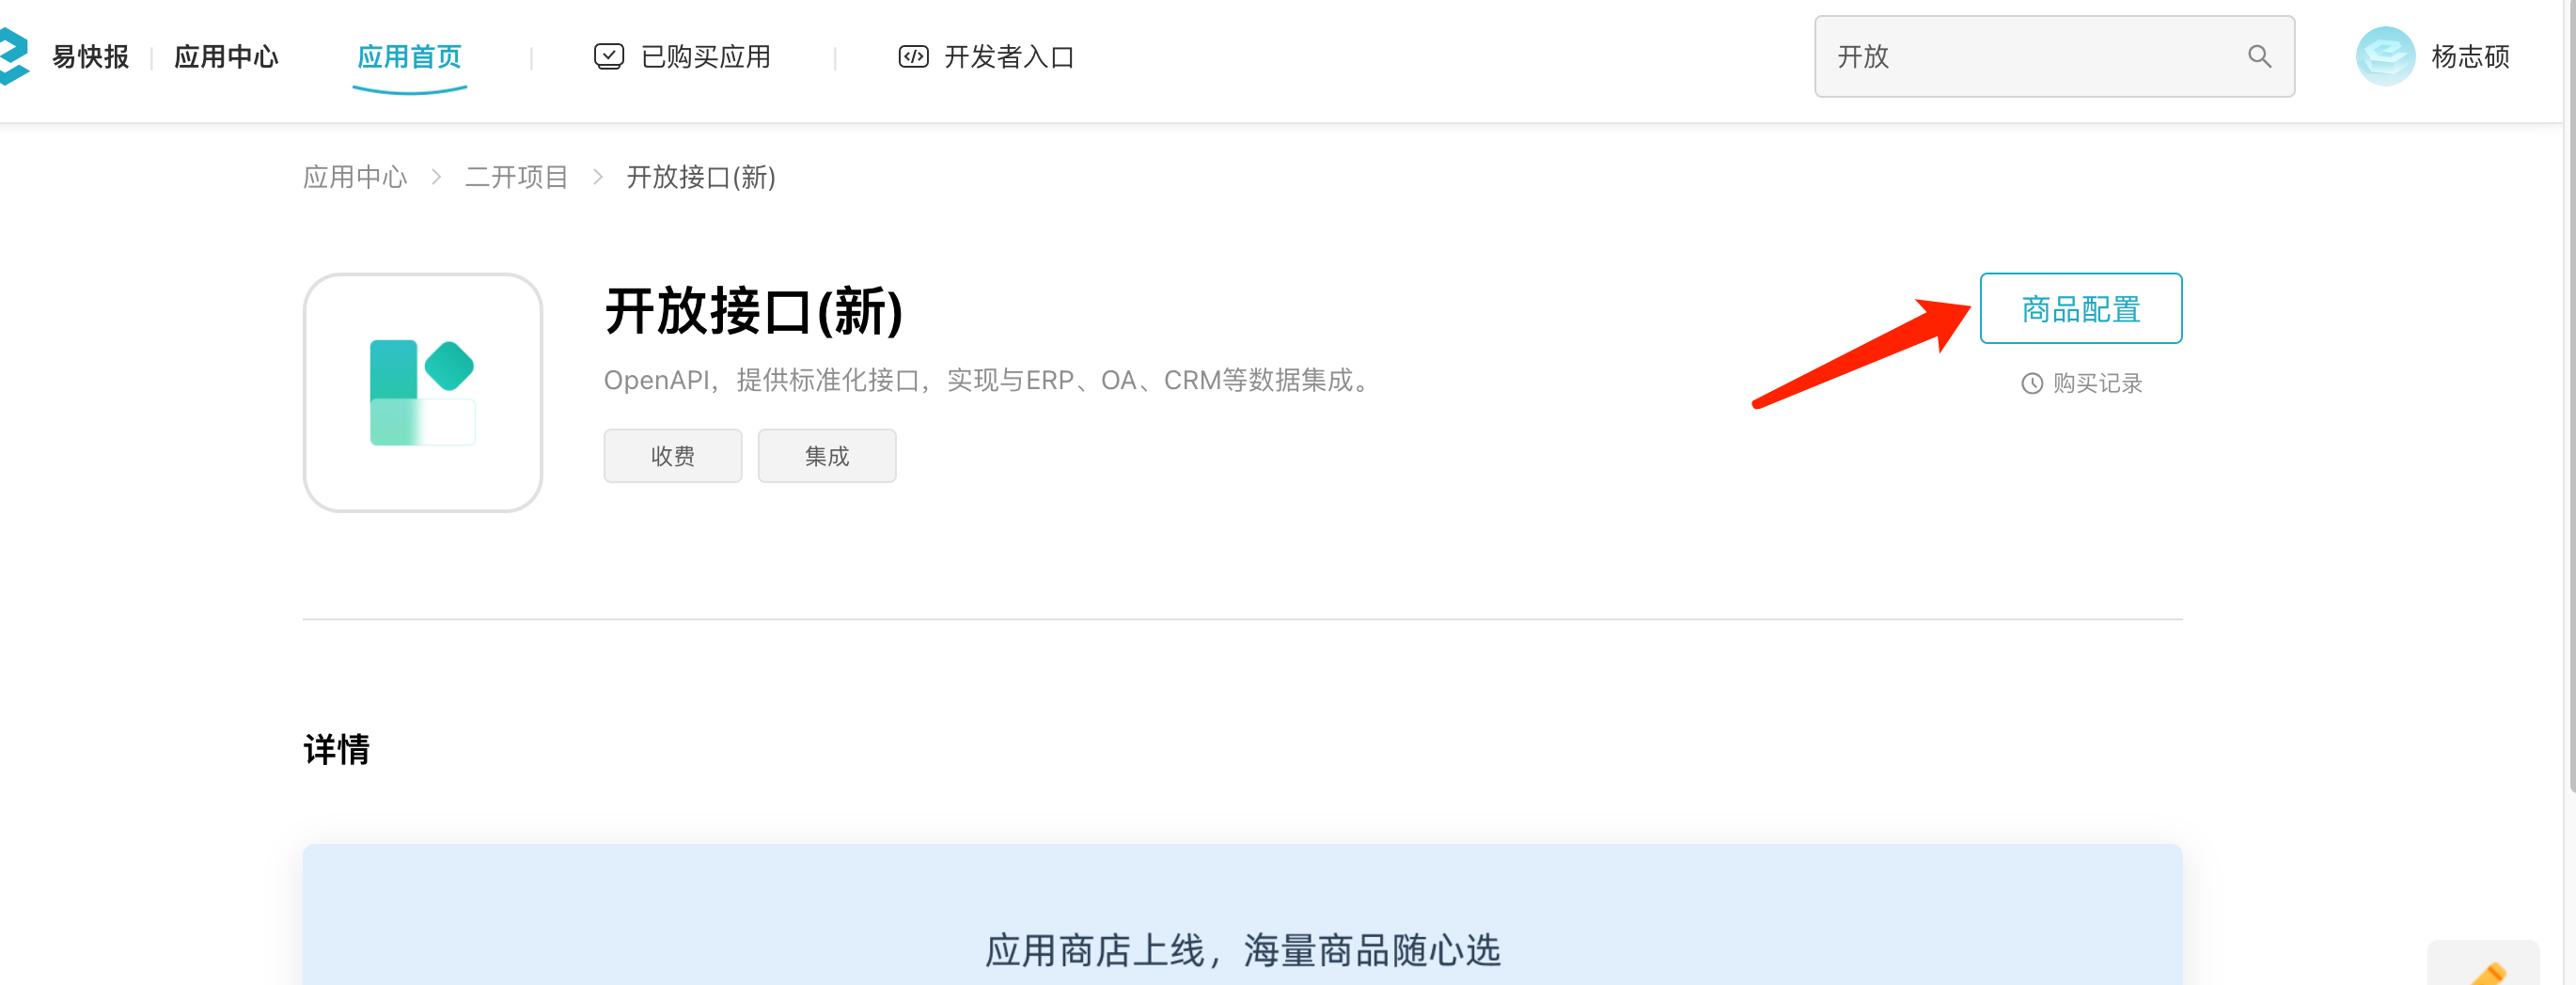 易快报 应用中心 应用首页 已购买应用 开发者入口 开放 杨志硕
应用中心 > 二开项目 > 开放接口(新)
开放接口(新)
商品配置
OpenAPI，提供标准化接口，实现与ERP、OA、CRM等数据集成。
购买记录
收费 集成
详情
应用商店上线，海量商品随心选